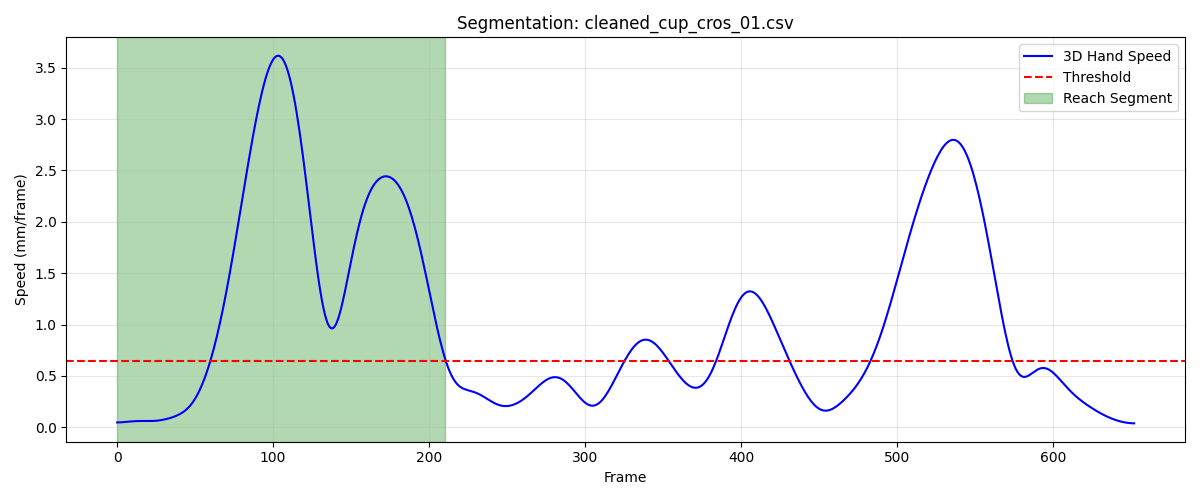 Segmentation: cleaned_cup_cros_01.csv
3D Hand Speed
Threshold
Reach Segment
Speed (mm/frame)
3.5
3.0
2.5
2.0
1.5
1.0
0.5
0.0
0 100 200 300 400 500 600
Frame